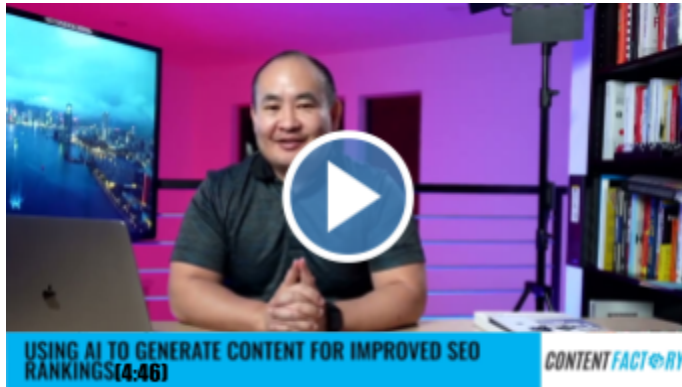 USING AI TO GENERATE CONTENT FOR IMPROVED SEO
RANKINGS(4:46)
CONTENT FACTORY